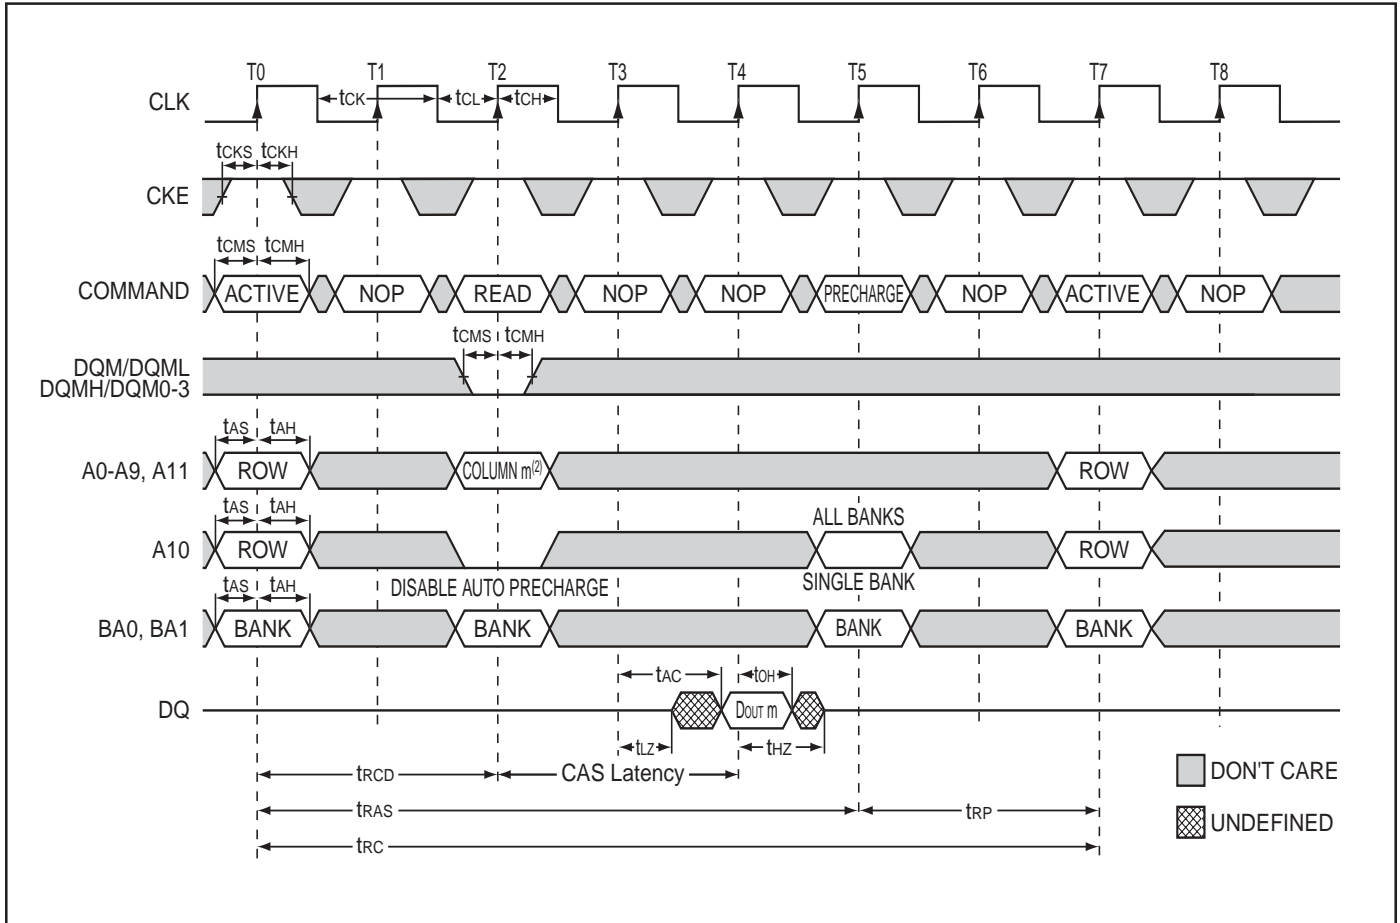 T0 T1 T2 T3 T4 T5 T6 T7 T8
CLK tCK tCL tCH
tCKS tCKH
CKE
tCMS tCMH
COMMAND ACTIVE NOP READ NOP NOP PRECHARGE NOP ACTIVE NOP
tCMS tCMH
DQM/DQML
DQMH/DQM0-3
tAS tAH
A0-A9, A11 ROW COLUMN m(2) ROW
tAS tAH ALL BANKS
A10 ROW ROW
DISABLE AUTO PRECHARGE SINGLE BANK
tAS tAH
BA0, BA1 BANK BANK BANK BANK
tAC tOH
DQ DOUT m
tLZ tHZ
tRCD CAS Latency
DON'T CARE
tRAS tRP
UNDEFINED
tRC